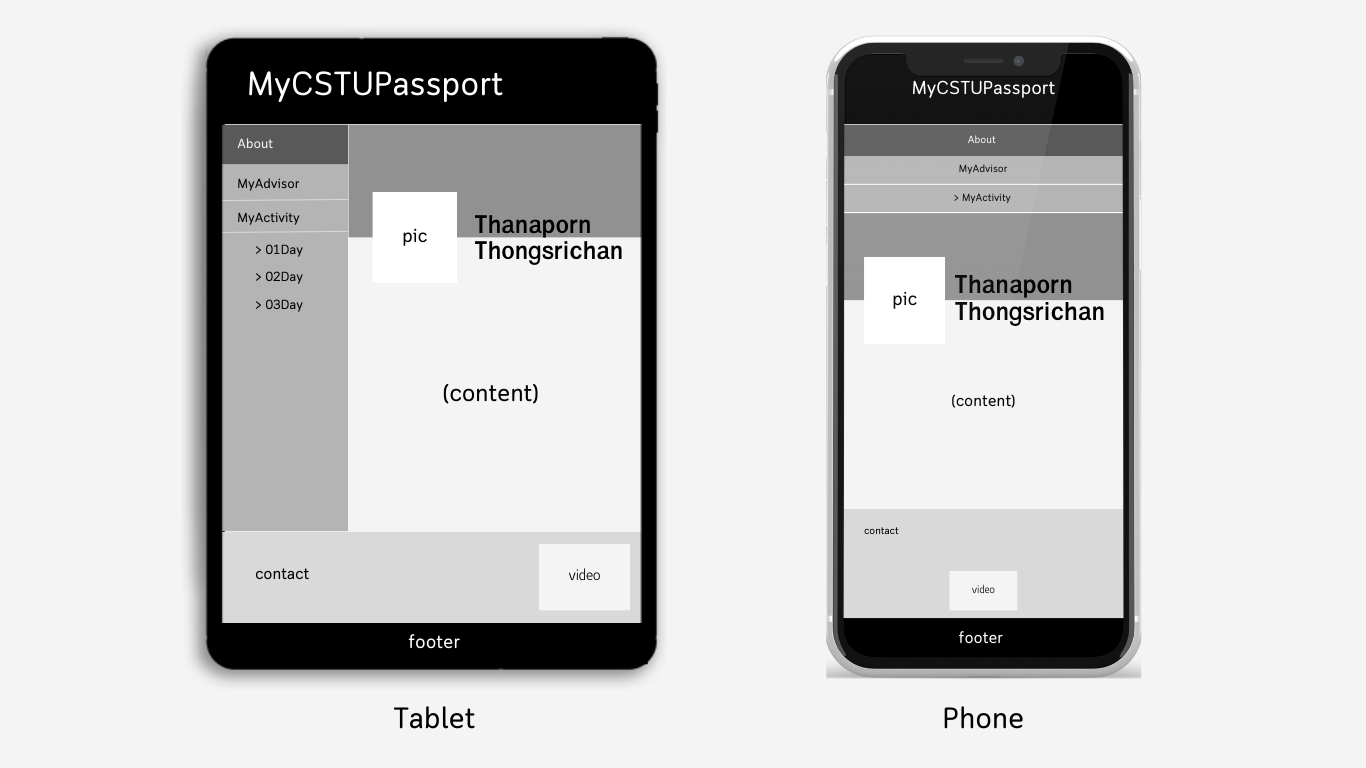 MyCSTUPassport
About
MyAdvisor
MyActivity
> 01Day
> 02Day
> 03Day
pic
Thanaporn
Thongsrichan
(content)
contact
video
footer
Tablet
MyCSTUPassport
About
MyAdvisor
> MyActivity
pic
Thanaporn
Thongsrichan
(content)
contact
video
footer
Phone